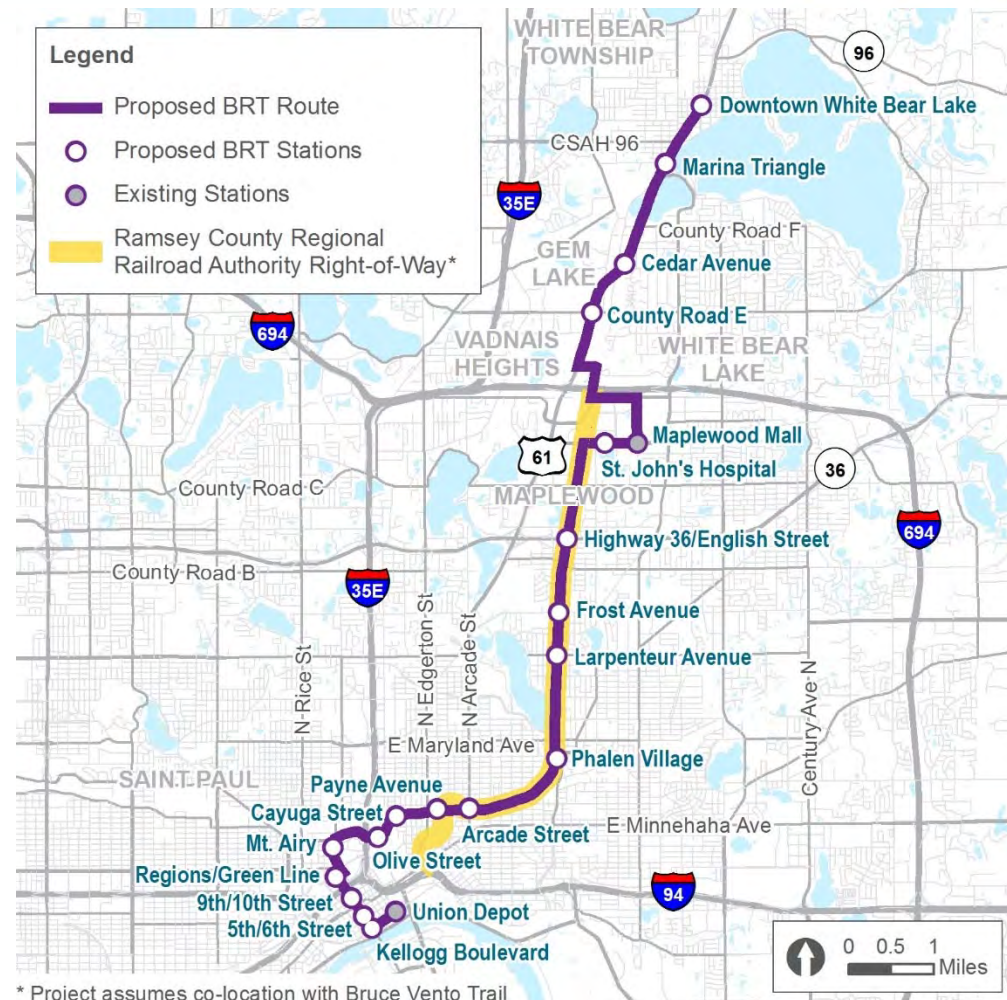 Legend
Proposed BRT Route
Proposed BRT Stations
Existing Stations
Ramsey County Regional
Railroad Authority Right-of-Way*
WHITE BEAR
TOWNSHIP
96
Downtown White Bear Lake
CSAH 96
Marina Triangle
35E
County Road F
GEM
LAKE
Cedar Avenue
County Road E
694
VADNAIS
HEIGHTS
WHITE BEAR
LAKE
Maplewood Mall
61
St. John's Hospital
36
County Road C
MAPLEWOOD
694
Highway 36/English Street
County Road B
35E
Frost Avenue
N Rice St
N Edgerton St
N Arcade St
Larpenteur Avenue
Century Ave N
E Maryland Ave
Phalen Village
SAINT PAUL
Payne Avenue
Cayuga Street
Arcade Street
E Minnehaha Ave
Mt. Airy
Olive Street
Regions/Green Line
94
9th/10th Street
Union Depot
5th/6th Street
Kellogg Boulevard
0 0.5 1
Miles
* Project assumes co-location with Bruce Vento Trail